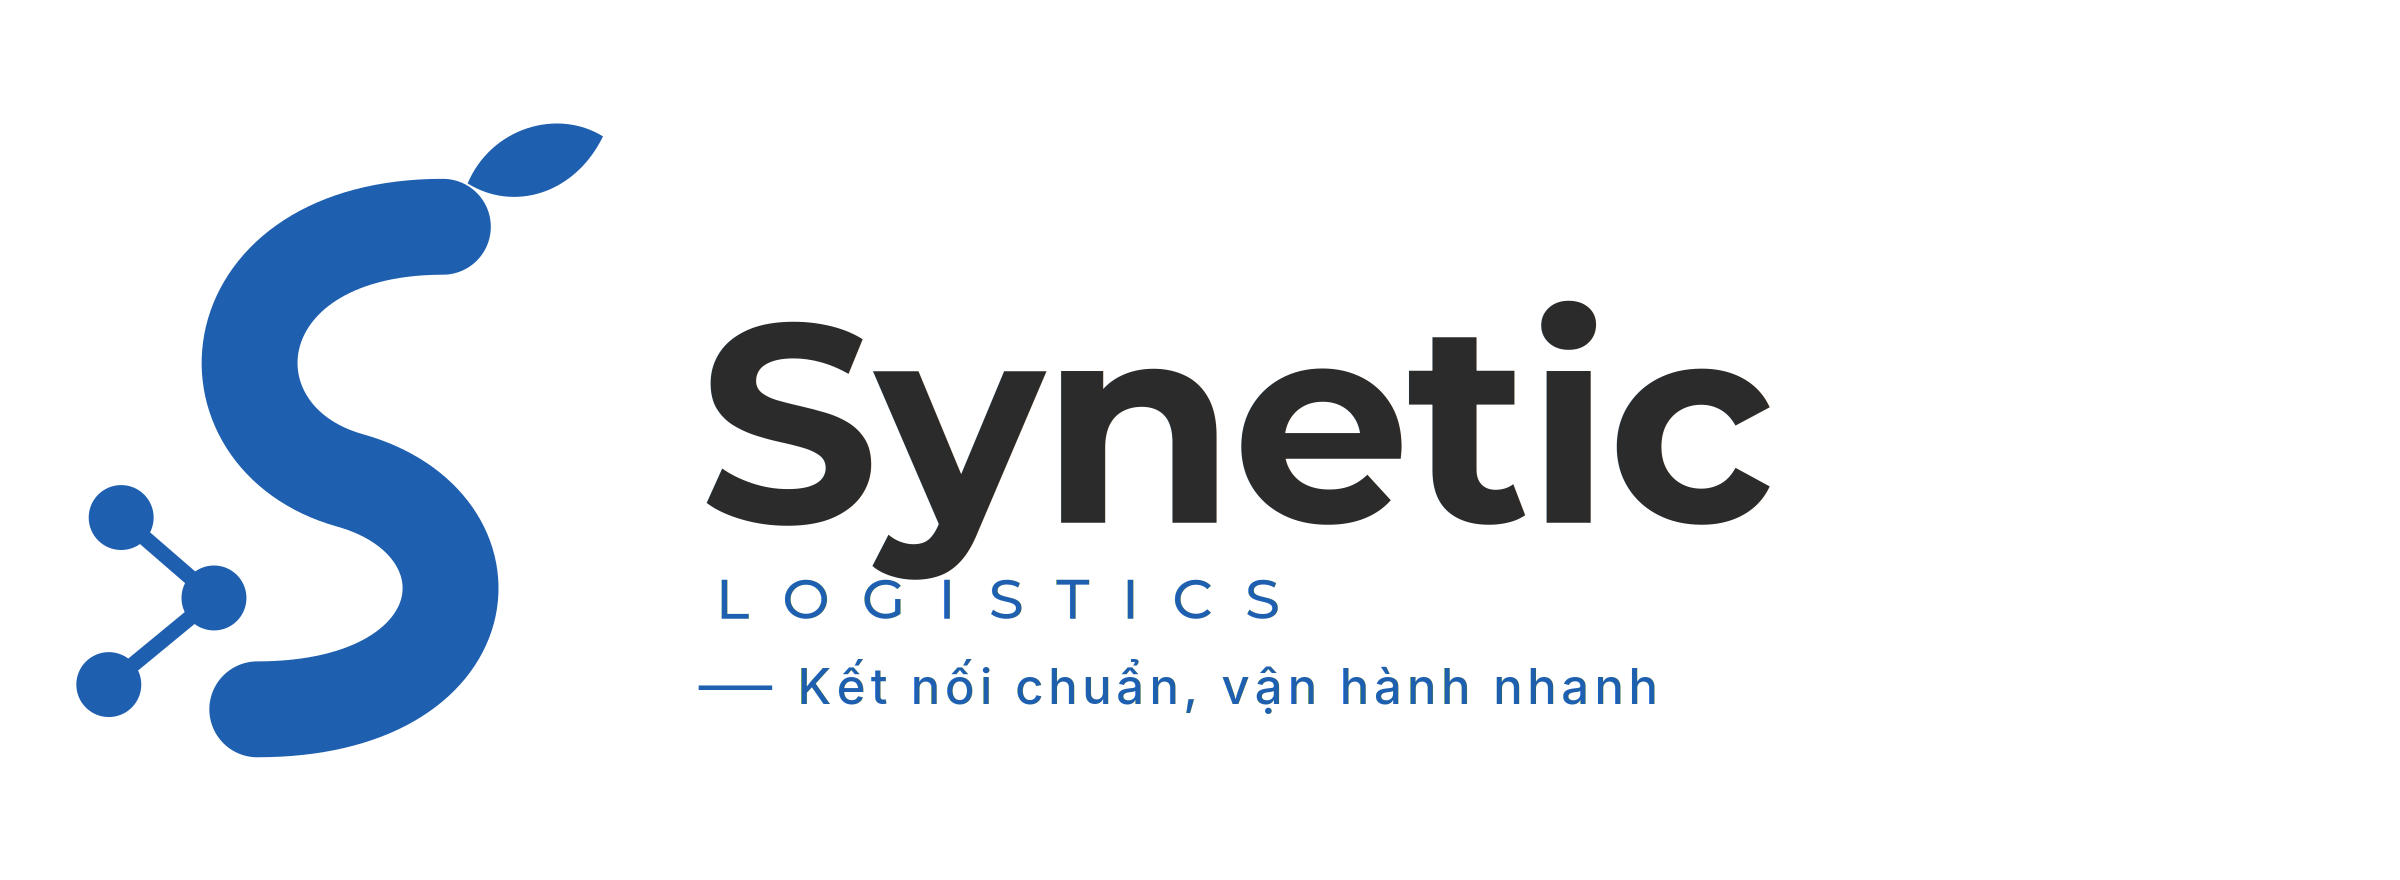 Synetic
LOGISTICS
— Kết nối chuẩn, vận hành nhanh